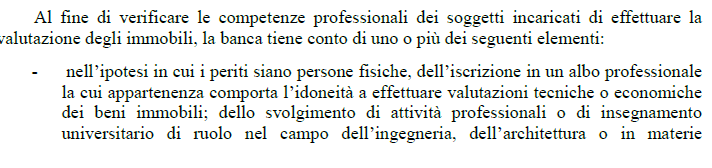 Al fine di verificare le competenze professionali dei soggetti incaricati di effettuare la
valutazione degli immobili, la banca tiene conto di uno o più dei seguenti elementi:
- nell’ipotesi in cui i periti siano persone fisiche, dell’iscrizione in un albo professionale
la cui appartenenza comporta l’idoneità a effettuare valutazioni tecniche o economiche
dei beni immobili; dello svolgimento di attività professionali o di insegnamento
universitario di ruolo nel campo dell’ingegneria, dell’architettura o in materie